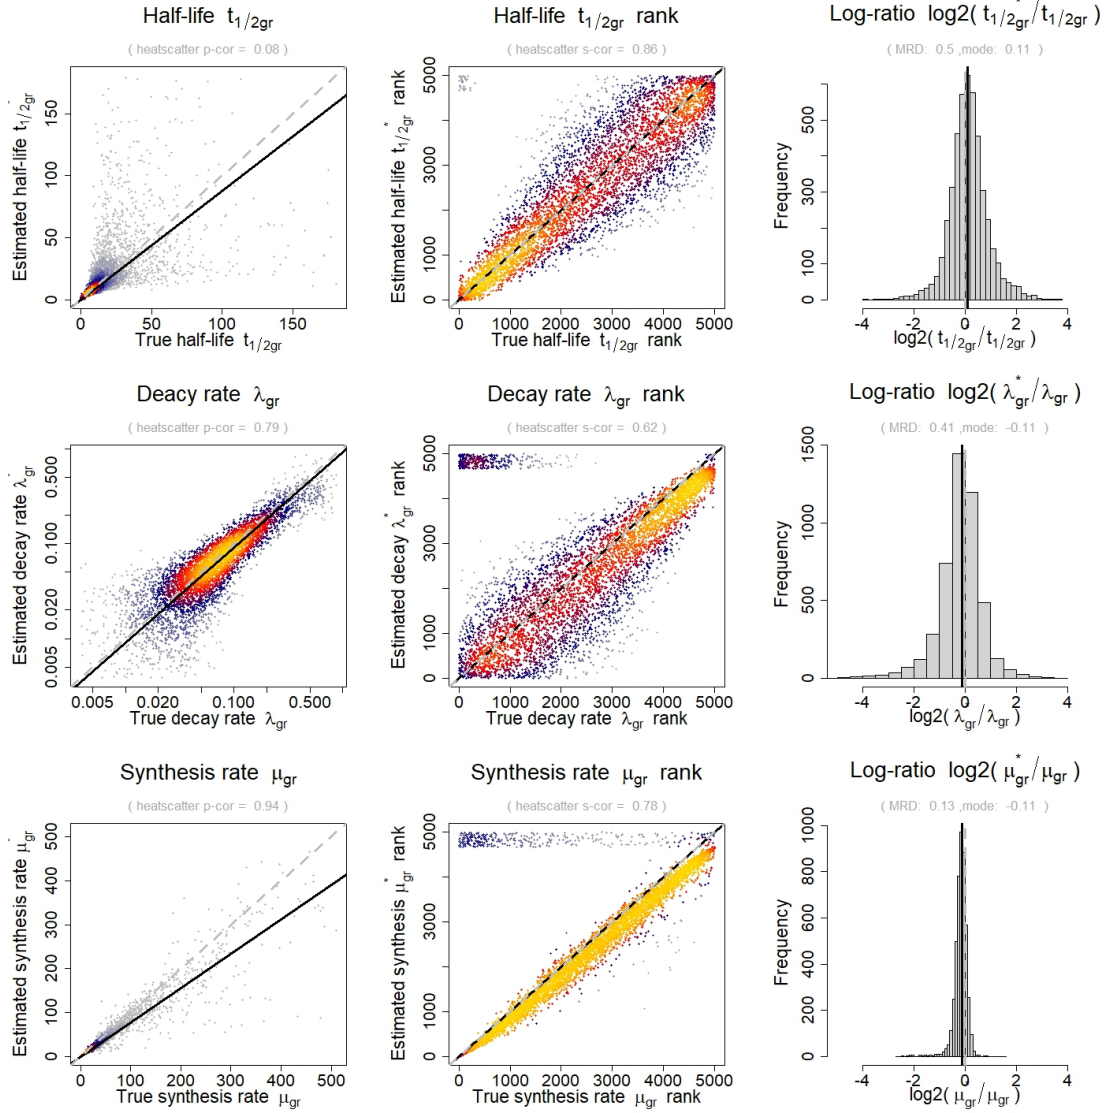 Half-life t1/2gr
( heatscatter p-cor = 0.08 )
Estimated half-life t*1/2gr
0 50 100 150
0 50 100 150
True half-life t1/2gr
Half-life t1/2gr rank
( heatscatter s-cor = 0.86 )
Estimated half-life t*1/2gr rank
0 1000 3000 5000
0 1000 2000 3000 4000 5000
True half-life t1/2gr rank
Log-ratio log2( t*1/2gr/t1/2gr )
( MRD: 0.5 ,mode: 0.11 )
Frequency
0 100 300 500
-4 -2 0 2 4
log2( t1/2gr/t1/2gr )
Deacy rate λgr
( heatscatter p-cor = 0.79 )
Estimated decay rate λ*gr
0.005 0.020 0.100 0.500
0.005 0.020 0.100 0.500
True decay rate λgr
Decay rate λgr rank
( heatscatter s-cor = 0.62 )
Estimated decay λ*gr rank
0 1000 3000 5000
0 1000 2000 3000 4000 5000
True decay rate λgr rank
Log-ratio log2( λ*gr/λgr )
( MRD: 0.41 ,mode: -0.11 )
Frequency
0 500 1000 1500
-4 -2 0 2 4
log2( λgr/λgr )
Synthesis rate μgr
( heatscatter p-cor = 0.94 )
Estimated synthesis rate μ*gr
0 100 200 300 400 500
0 100 200 300 400 500
True synthesis rate μgr
Synthesis rate μgr rank
( heatscatter s-cor = 0.78 )
Estimated synthesis μ*gr rank
0 1000 3000 5000
0 1000 2000 3000 4000 5000
True synthesis rate μgr rank
Log-ratio log2( μ*gr/μgr )
( MRD: 0.13 ,mode: -0.11 )
Frequency
0 200 400 600 800 1000
-4 -2 0 2 4
log2( μgr/μgr )